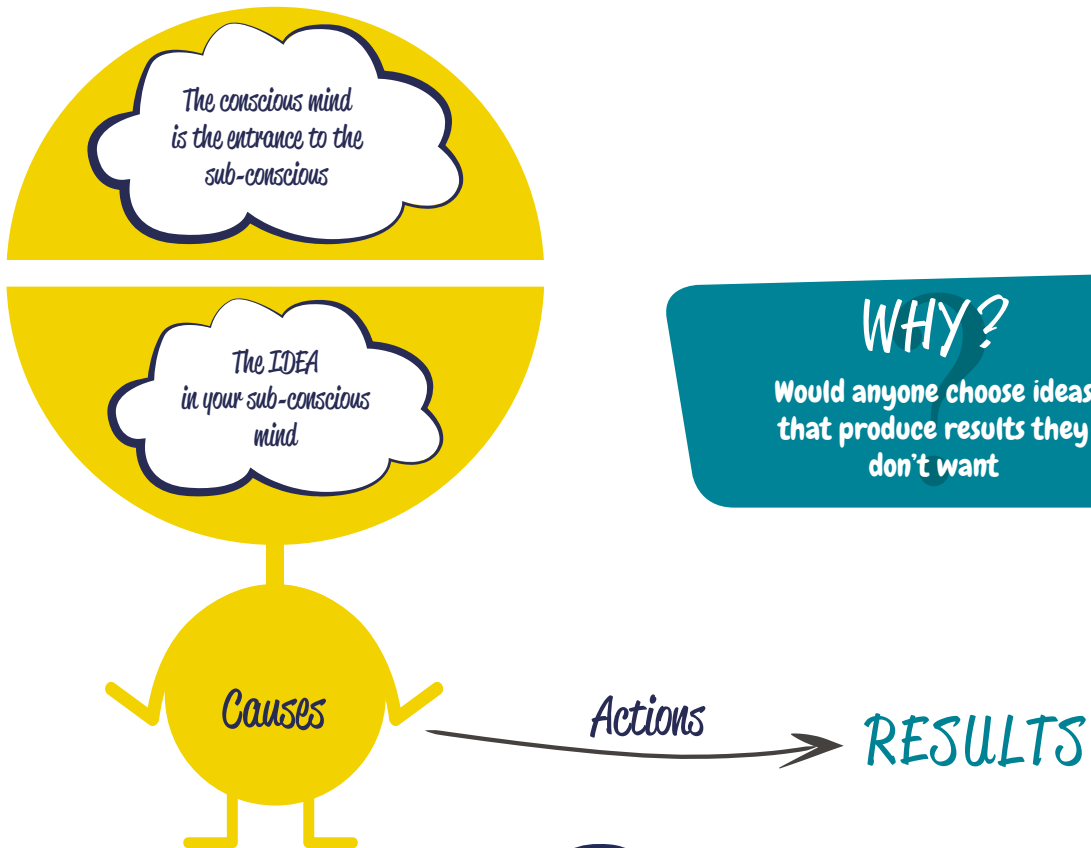 The conscious mind
is the entrance to the
sub-conscious
The IDEA
in your sub-conscious
mind
WHY?
Would anyone choose ideas
that produce results they
don't want
Causes
Actions
RESULTS